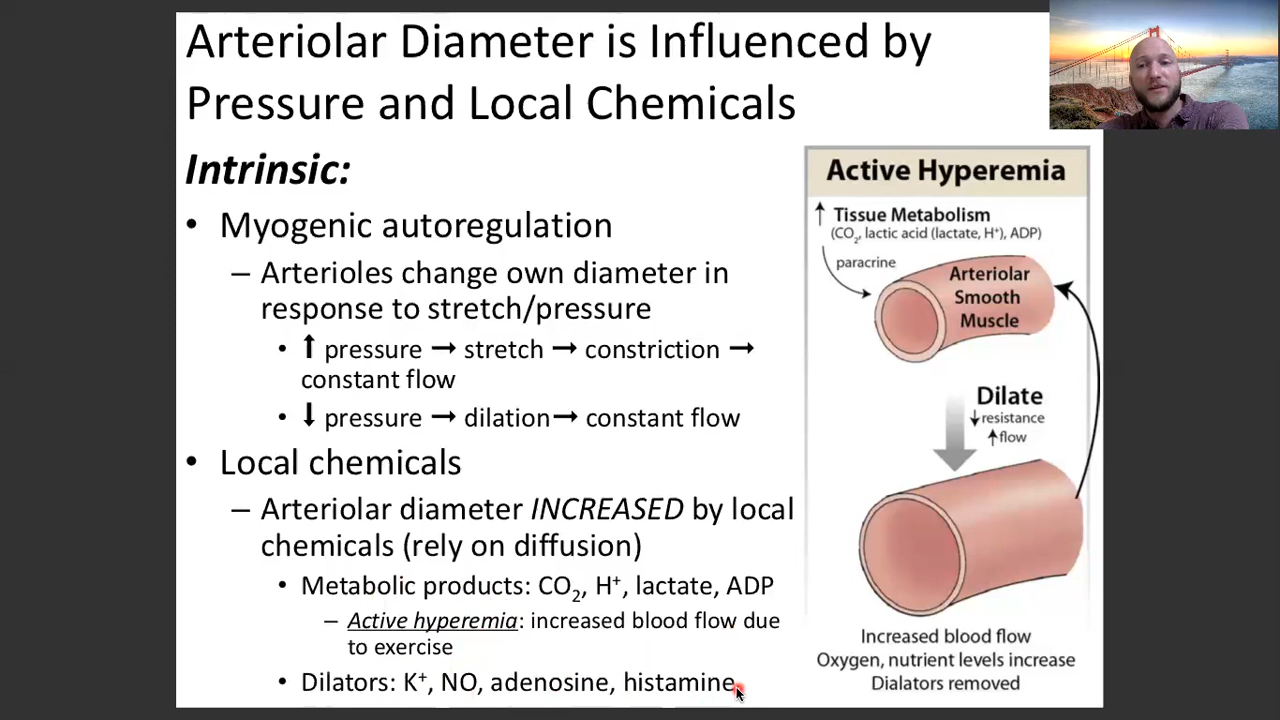 Arteriolar Diameter is Influenced by
Pressure and Local Chemicals
Intrinsic:
• Myogenic autoregulation
– Arterioles change own diameter in
response to stretch/pressure
• ⬆ pressure ➞ stretch ➞ constriction ➞
constant flow
• ⬇ pressure ➞ dilation ➞ constant flow
• Local chemicals
– Arteriolar diameter INCREASED by local
chemicals (rely on diffusion)
• Metabolic products: CO₂, H⁺, lactate, ADP
– Active hyperemia: increased blood flow due
to exercise
• Dilators: K⁺, NO, adenosine, histamine
Active Hyperemia
↑ Tissue Metabolism
(CO₂, lactic acid (lactate, H⁺), ADP)
paracrine
Arteriolar
Smooth
Muscle
Dilate
↓resistance
↑flow
Increased blood flow
Oxygen, nutrient levels increase
Dialators removed